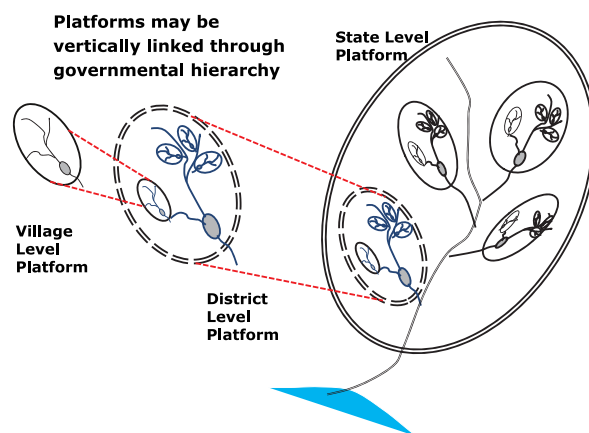 Platforms may be
vertically linked through
governmental hierarchy
State Level
Platform
Village
Level
Platform
District
Level
Platform